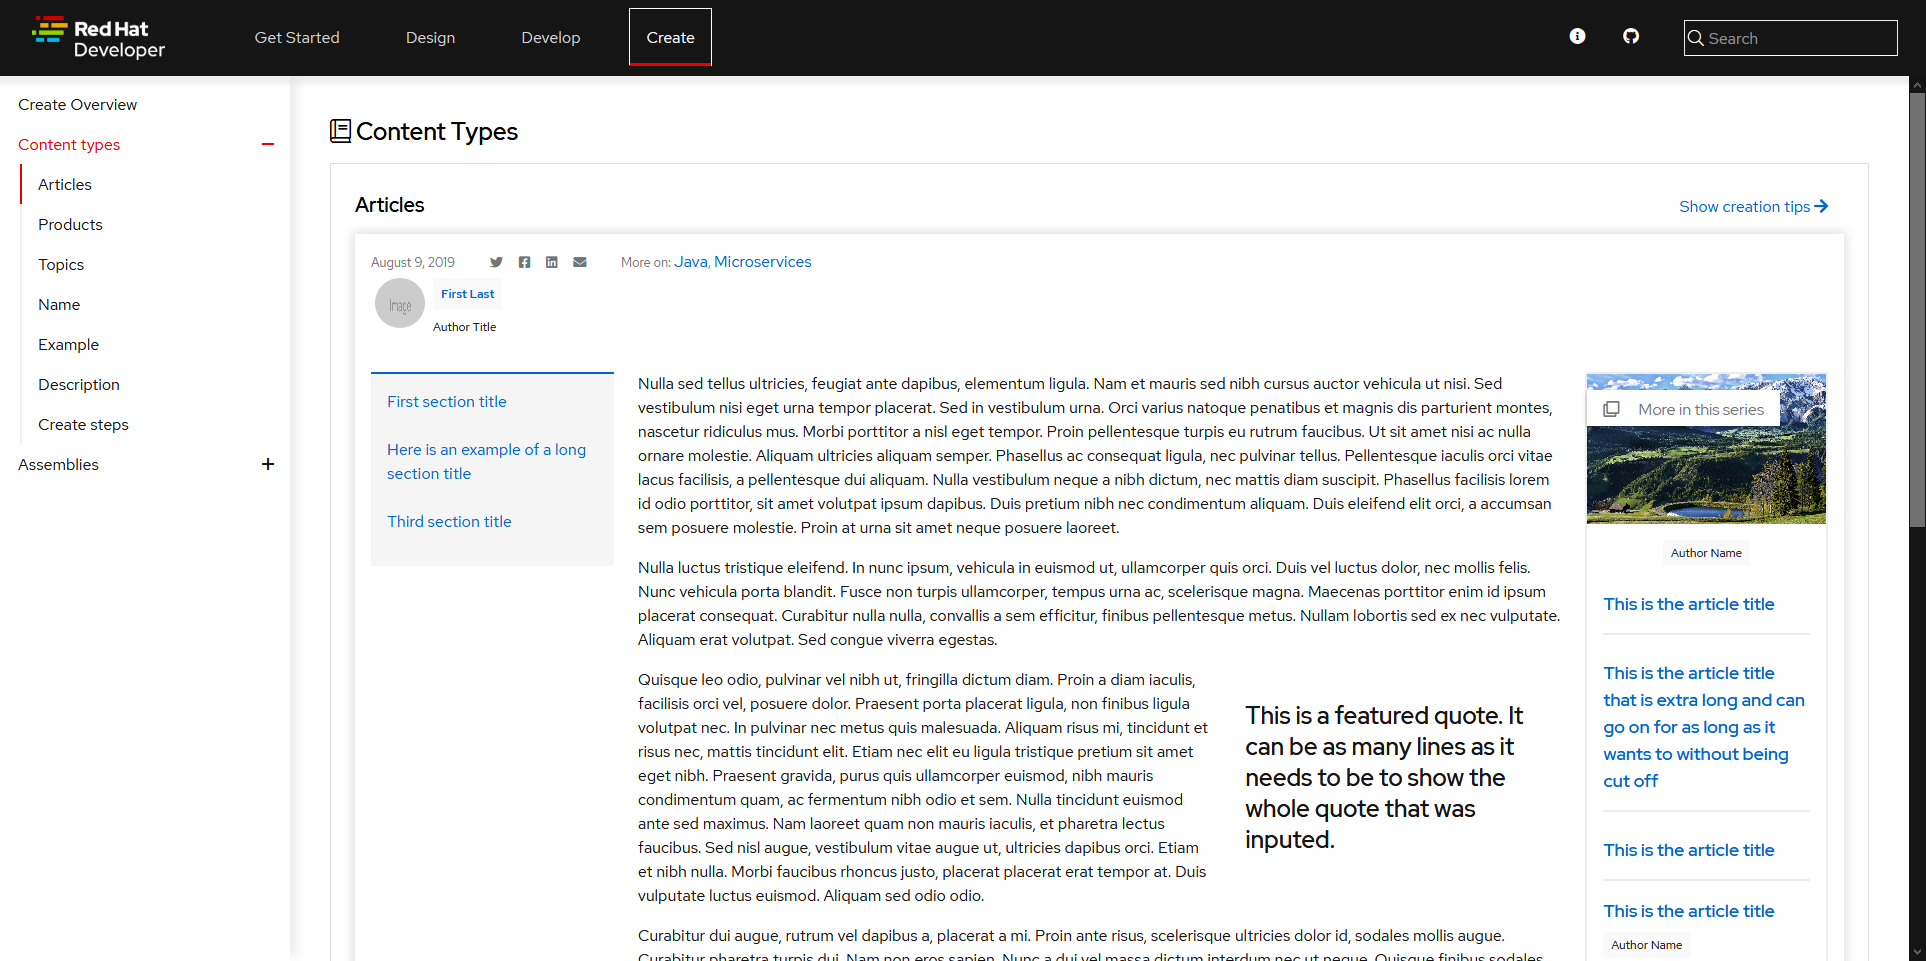 Red Hat
Developer
Get Started
Design
Develop
Create
Search
Create Overview
Content types
Articles
Products
Topics
Name
Example
Description
Create steps
Assemblies
Content Types
Articles
Show creation tips
August 9, 2019
More on: Java, Microservices
Image
First Last
Author Title
First section title
Here is an example of a long
section title
Third section title
Nulla sed tellus ultricies, feugiat ante dapibus, elementum ligula. Nam et mauris sed nibh cursus auctor vehicula ut nisi. Sed
vestibulum nisi eget urna tempor placerat. Sed in vestibulum urna. Orci varius natoque penatibus et magnis dis parturient montes,
nascetur ridiculus mus. Morbi porttitor a nisl eget tempor. Proin pellentesque turpis eu rutrum faucibus. Ut sit amet nisi ac nulla
ornare molestie. Aliquam ultricies aliquam semper. Phasellus ac consequat ligula, nec pulvinar tellus. Pellentesque iaculis orci vitae
lacus facilisis, a pellentesque dui aliquam. Nulla vestibulum neque a nibh dictum, nec mattis diam suscipit. Phasellus facilisis lorem
id odio porttitor, sit amet volutpat ipsum dapibus. Duis pretium nibh nec condimentum aliquam. Duis eleifend elit orci, a accumsan
sem posuere molestie. Proin at urna sit amet neque posuere laoreet.
Nulla luctus tristique eleifend. In nunc ipsum, vehicula in euismod ut, ullamcorper quis orci. Duis vel luctus dolor, nec mollis felis.
Nunc vehicula porta blandit. Fusce non turpis ullamcorper, tempus urna ac, scelerisque magna. Maecenas porttitor enim id ipsum
placerat consequat. Curabitur nulla nulla, convallis a sem efficitur, finibus pellentesque metus. Nullam lobortis sed ex nec vulputate.
Aliquam erat volutpat. Sed congue viverra egestas.
Quisque leo odio, pulvinar vel nibh ut, fringilla dictum diam. Proin a diam iaculis,
facilisis orci vel, posuere dolor. Praesent porta placerat ligula, non finibus ligula
volutpat nec. In pulvinar nec metus quis malesuada. Aliquam risus mi, tincidunt et
risus nec, mattis tincidunt elit. Etiam nec elit eu ligula tristique pretium sit amet
eget nibh. Praesent gravida, purus quis ullamcorper euismod, nibh mauris
condimentum quam, ac fermentum nibh odio et sem. Nulla tincidunt euismod
ante sed maximus. Nam laoreet quam non mauris iaculis, et pharetra lectus
faucibus. Sed nisl augue, vestibulum vitae augue ut, ultricies dapibus orci. Etiam
et nibh nulla. Morbi faucibus rhoncus justo, placerat placerat erat tempor at. Duis
vulputate luctus euismod. Aliquam sed odio odio.
This is a featured quote. It
can be as many lines as it
needs to be to show the
whole quote that was
inputed.
Curabitur dui augue, rutrum vel dapibus a, placerat a mi. Proin ante risus, scelerisque ultricies dolor id, sodales mollis augue.
Curabitur pharetra turpis dui. Nam non eros sapien. Nunc a dui vel massa dictum interdum nec ut neque. Quisque finibus sodales
More in this series
Author Name
This is the article title
This is the article title
that is extra long and can
go on for as long as it
wants to without being
cut off
This is the article title
This is the article title
Author Name